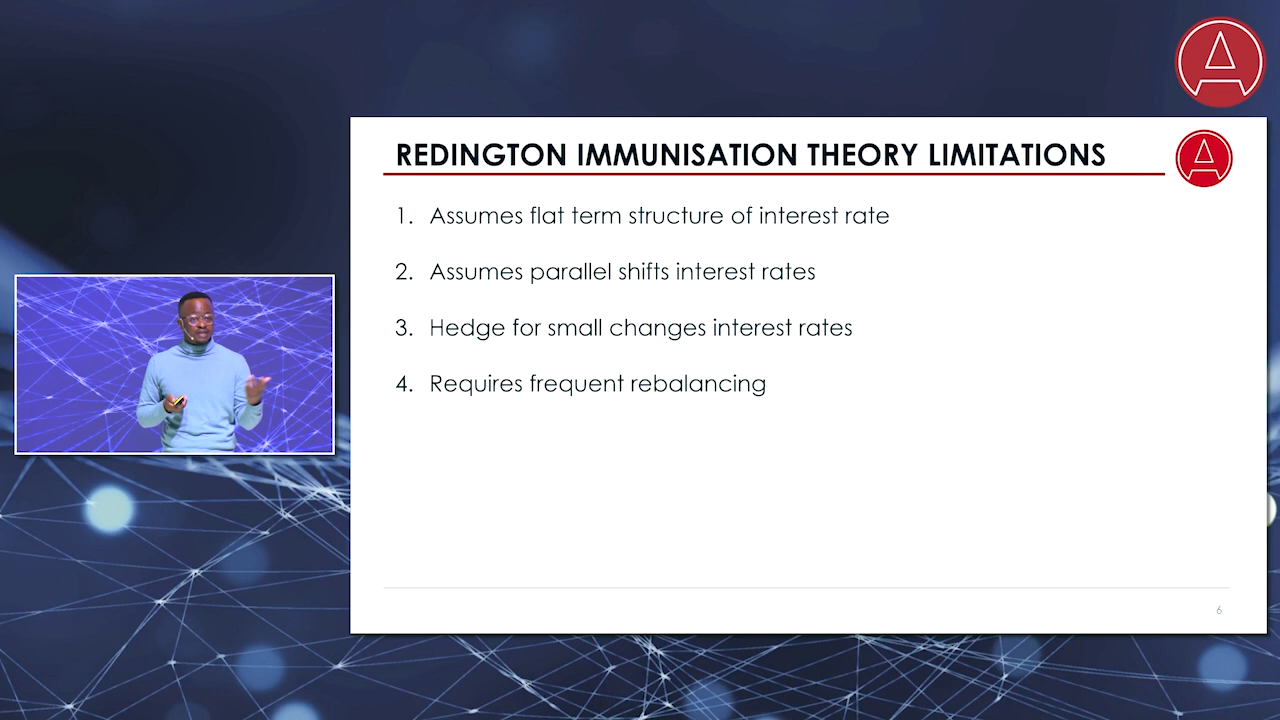 REDINGTON IMMUNISATION THEORY LIMITATIONS
1. Assumes flat term structure of interest rate
2. Assumes parallel shifts interest rates
3. Hedge for small changes interest rates
4. Requires frequent rebalancing
6